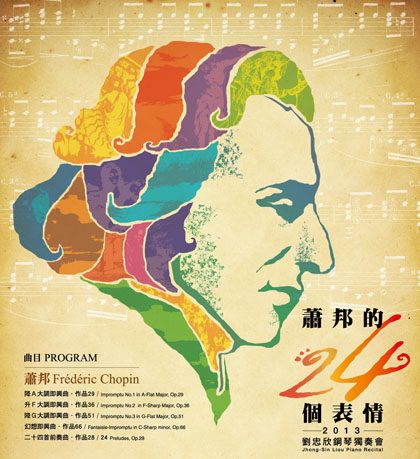 蕭邦的
24
個表情
2013
劉忠欣鋼琴獨奏會
Jhong-Sin Liou Piano Recital
曲目 PROGRAM
蕭邦 Frédéric Chopin
降A大調即興曲・作品29 / Impromptu No.1 in A-Flat Major, Op.29
升F大調即興曲・作品36 / Impromptu No.2 in F-Sharp Major, Op.36
降G大調即興曲・作品51 / Impromptu No.3 in G-Flat Major, Op.51
幻想即興曲・作品66 / Fantaisie-Impromptu in C-Sharp minor, Op.66
二十四首前奏曲・作品28 / 24 Preludes, Op.28